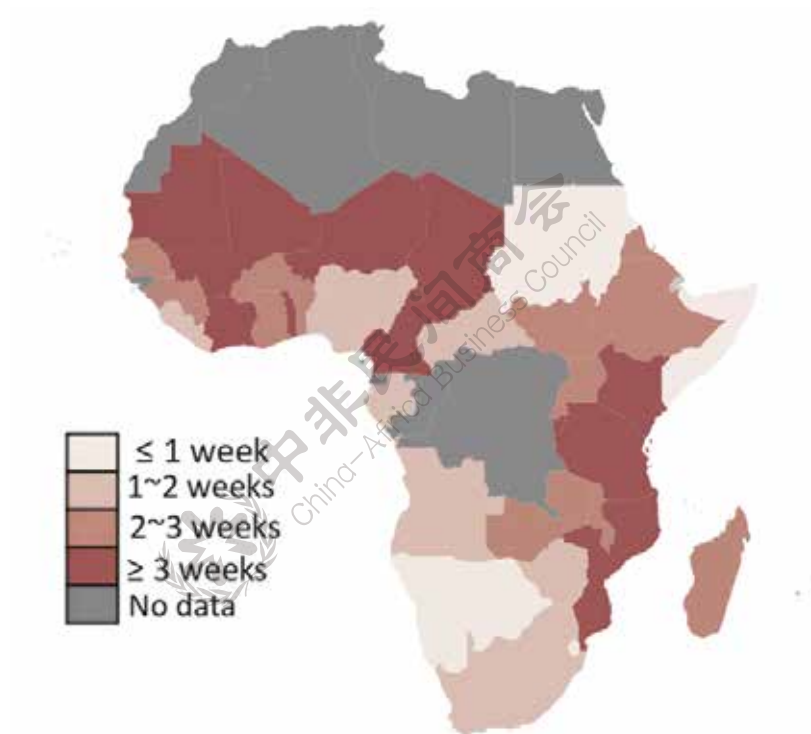 中非民间商会
China-Africa Business Council
≤ 1 week
1~2 weeks
2~3 weeks
≥ 3 weeks
No data